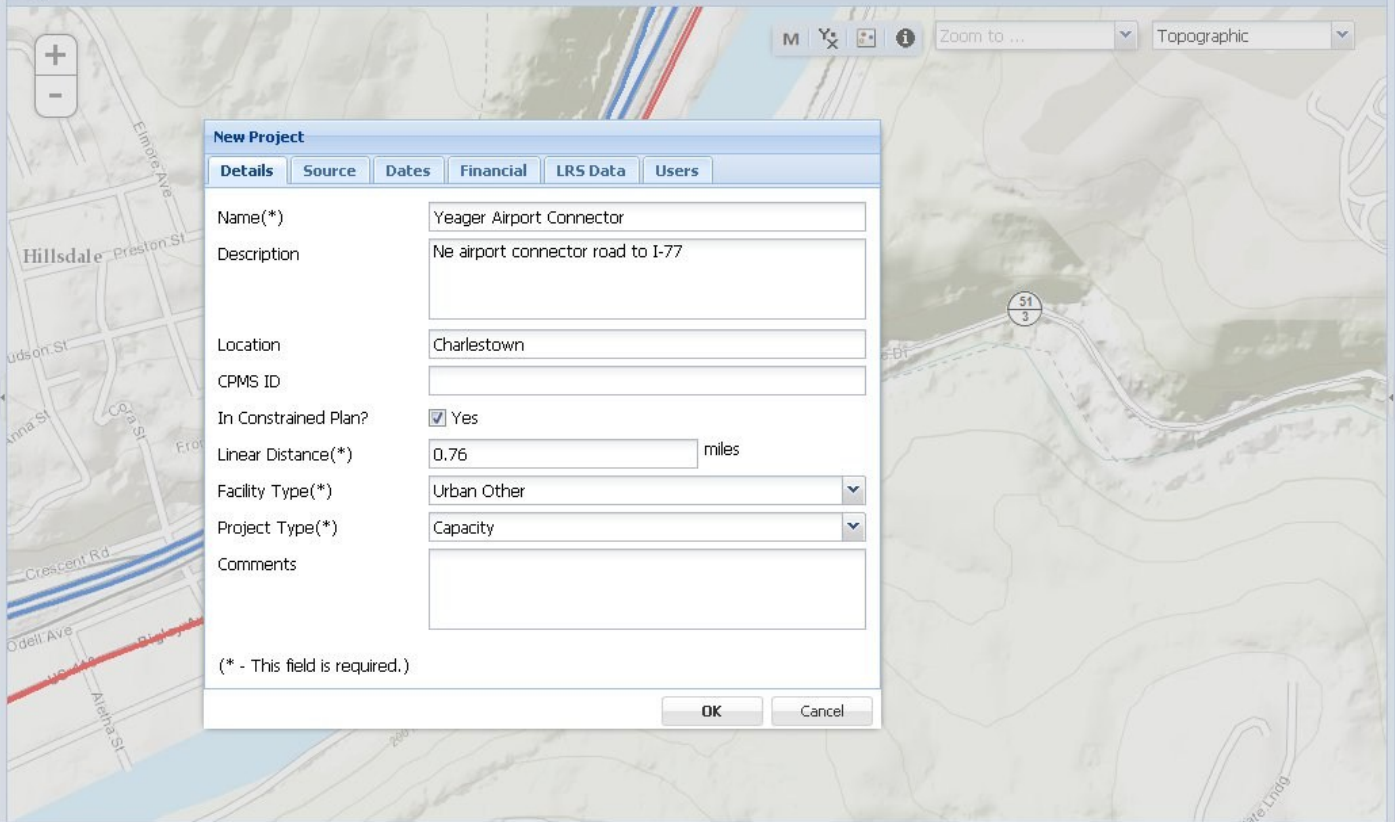 M
Zoom to ...
Topographic
New Project
Details Source Dates Financial LRS Data Users
Name(*) Yeager Airport Connector
Description Ne airport connector road to I-77
Location Charlestown
CPMS ID
In Constrained Plan? Yes
Linear Distance(*) 0.76 miles
Facility Type(*) Urban Other
Project Type(*) Capacity
Comments
(* - This field is required.)
OK Cancel
Elmore Ave
Hillsdale
Preston St
51
3
Anna St
Cora St
Crescent Rd
Odell Ave
Aletha St